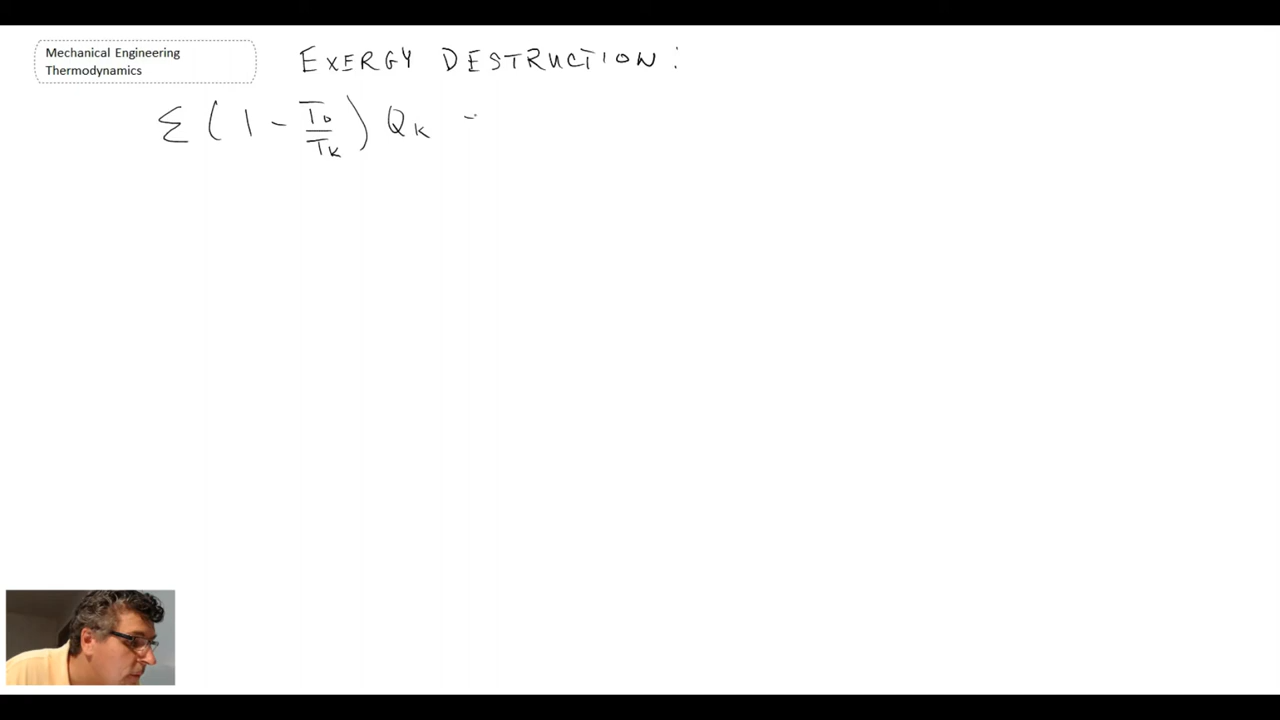 Mechanical Engineering
Thermodynamics
EXERGY DESTRUCTION:
Σ ( 1 - T₀/Tₖ ) Qₖ -